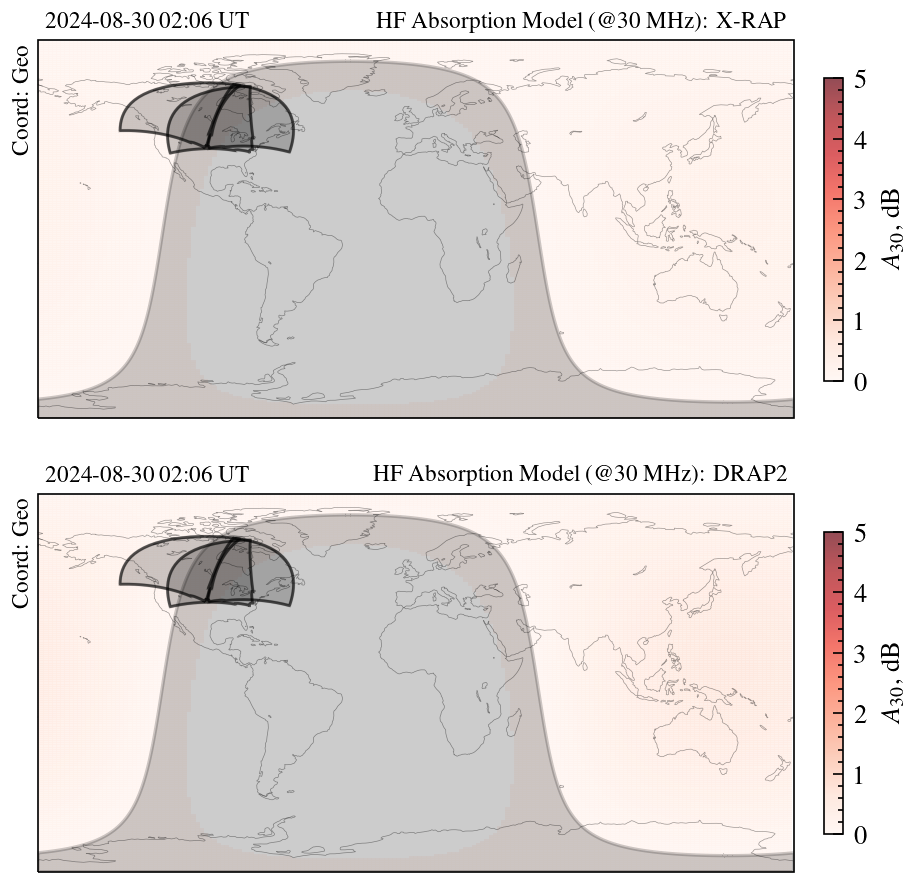 2024-08-30 02:06 UT
HF Absorption Model (@30 MHz): X-RAP
Coord: Geo
5
4
3
2
1
0
A30, dB
2024-08-30 02:06 UT
HF Absorption Model (@30 MHz): DRAP2
Coord: Geo
5
4
3
2
1
0
A30, dB